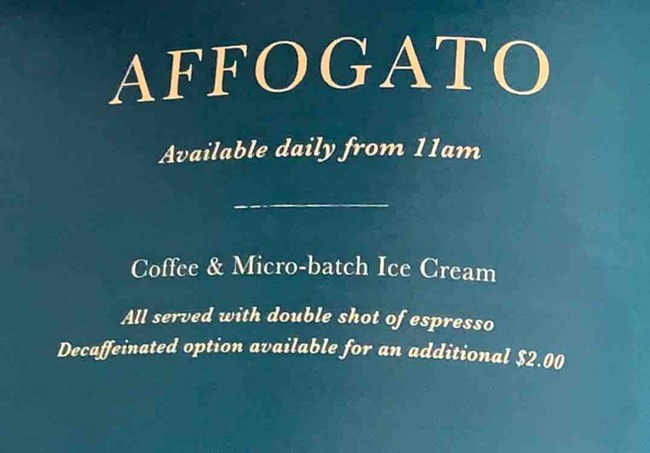 AFFOGATO
Available daily from 11am
Coffee & Micro-batch Ice Cream
All served with double shot of espresso
Decaffeinated option available for an additional $2.00